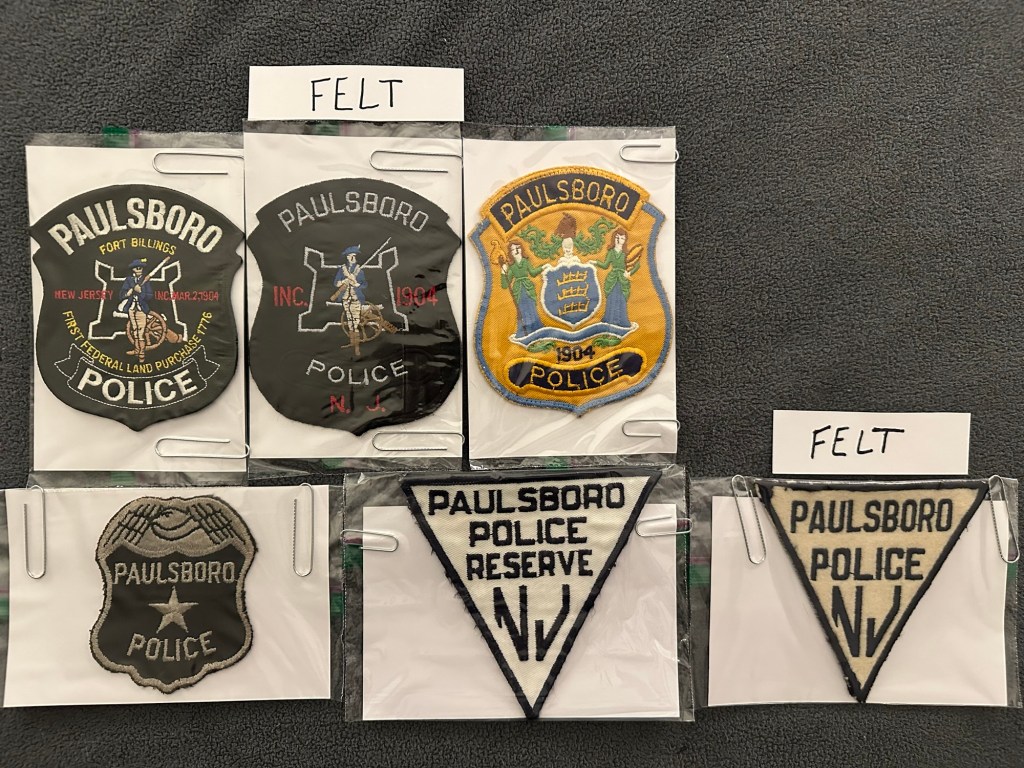 FELT
PAULSBORO
FORT BILLINGS
NEW JERSEY INC.MAR.2,1904
FIRST FEDERAL LAND PURCHASE 1776
POLICE
PAULSBORO
INC. 1904
POLICE
N. J.
PAULSBORO
1904
POLICE
FELT
PAULSBORO
POLICE
PAULSBORO
POLICE
RESERVE
NJ
PAULSBORO
POLICE
NJ